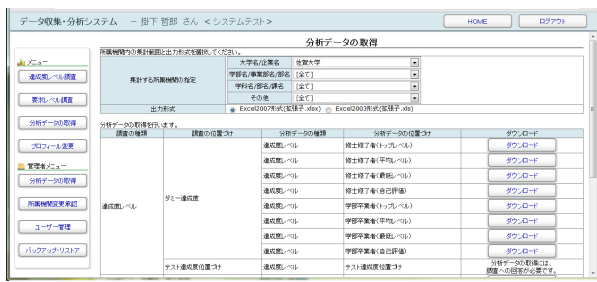 データ収集・分析システム － 掛下 哲郎 さん ＜システムテスト＞
HOME
ログアウト
分析データの取得
メニュー
達成度レベル調査
要求レベル調査
分析データの取得
プロフィール変更
管理者メニュー
分析データの取得
所属機関変更承認
ユーザー管理
バックアップ・リストア
所属機関内の集計範囲と出力形式を選択してください。
集計する所属機関の指定
大学名/企業名 佐賀大学
学部名/事業部名/部名 [全て]
学科名/部名/課名 [全て]
その他 [全て]
出力形式
Excel2007形式(拡張子.xlsx)
Excel2003形式(拡張子.xls)
分析データの取得を行います。
調査の種類 調査の位置づけ 分析データの種類 分析データの位置づけ ダウンロード
達成度レベル 修士修了者(トップレベル) ダウンロード
達成度レベル 修士修了者(平均レベル) ダウンロード
達成度レベル 修士修了者(最低レベル) ダウンロード
達成度レベル 修士修了者(自己評価) ダウンロード
ダミー達成度
達成度レベル
達成度レベル 学部卒業者(トップレベル) ダウンロード
達成度レベル 学部卒業者(平均レベル) ダウンロード
達成度レベル 学部卒業者(最低レベル) ダウンロード
達成度レベル 学部卒業者(自己評価) ダウンロード
テスト達成度位置づけ 達成度レベル テスト達成度位置づけ 分析データの取得には、
調査への回答が必要です。